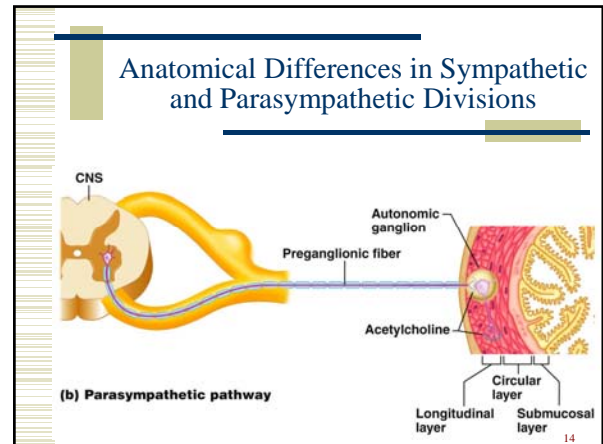 Anatomical Differences in Sympathetic
and Parasympathetic Divisions
CNS
Autonomic
ganglion
Preganglionic fiber
Acetylcholine
(b) Parasympathetic pathway
Circular
layer
Longitudinal
layer
Submucosal
layer
14